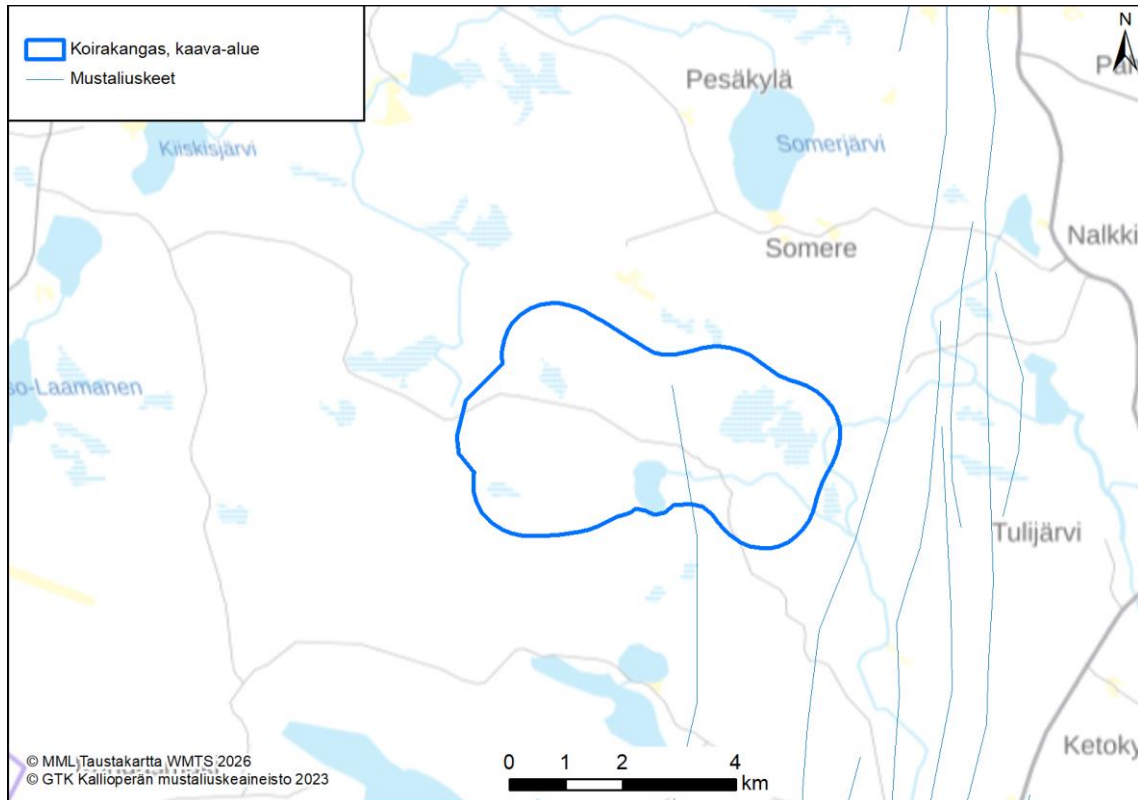 Koirakangas, kaava-alue
Mustaliuskeet
N
Pesäkylä
Kiiskisjärvi
Somerjärvi
Somere
Nalkki
so-Laamanen
Tulijärvi
Ketoky
0 1 2 4
km
© MML Taustakartta WMTS 2026
© GTK Kallioperän mustaliuskeaineisto 2023